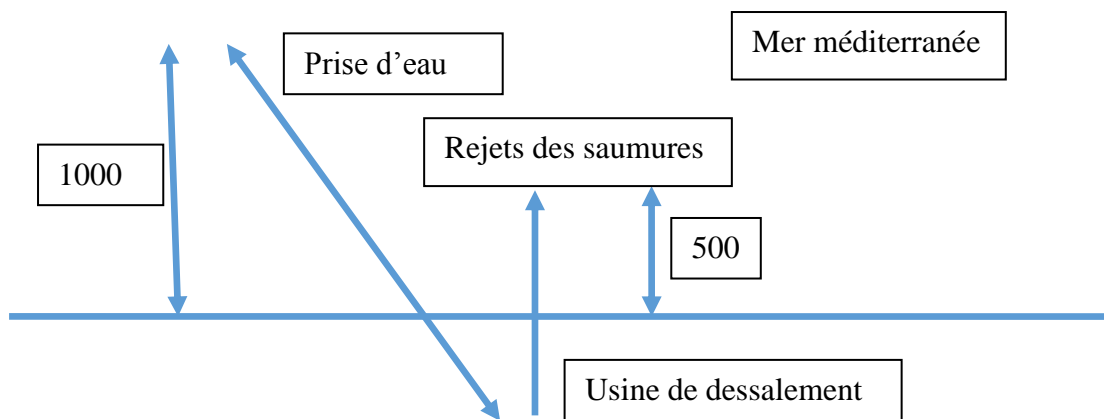 Mer méditerranée
Prise d’eau
Rejets des saumures
1000
500
Usine de dessalement